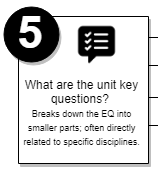 5
What are the unit key
questions?
Breaks down the EQ into
smaller parts; often directly
related to specific disciplines.